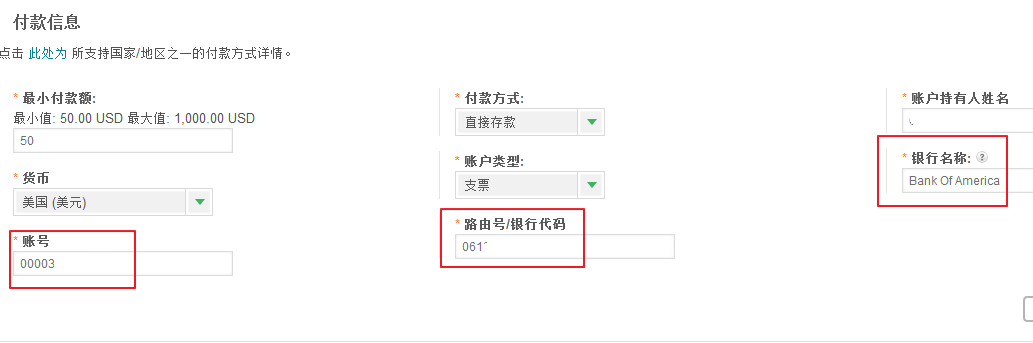 付款信息
点击 此处为 所支持国家/地区之一的付款方式详情。
* 最小付款额:
最小值: 50.00 USD 最大值: 1,000.00 USD
50
* 付款方式:
直接存款
* 账户持有人姓名
* 货币
美国 (美元)
* 账户类型:
支票
* 银行名称: ?
Bank Of America
* 账号
00003
* 路由号/银行代码
061